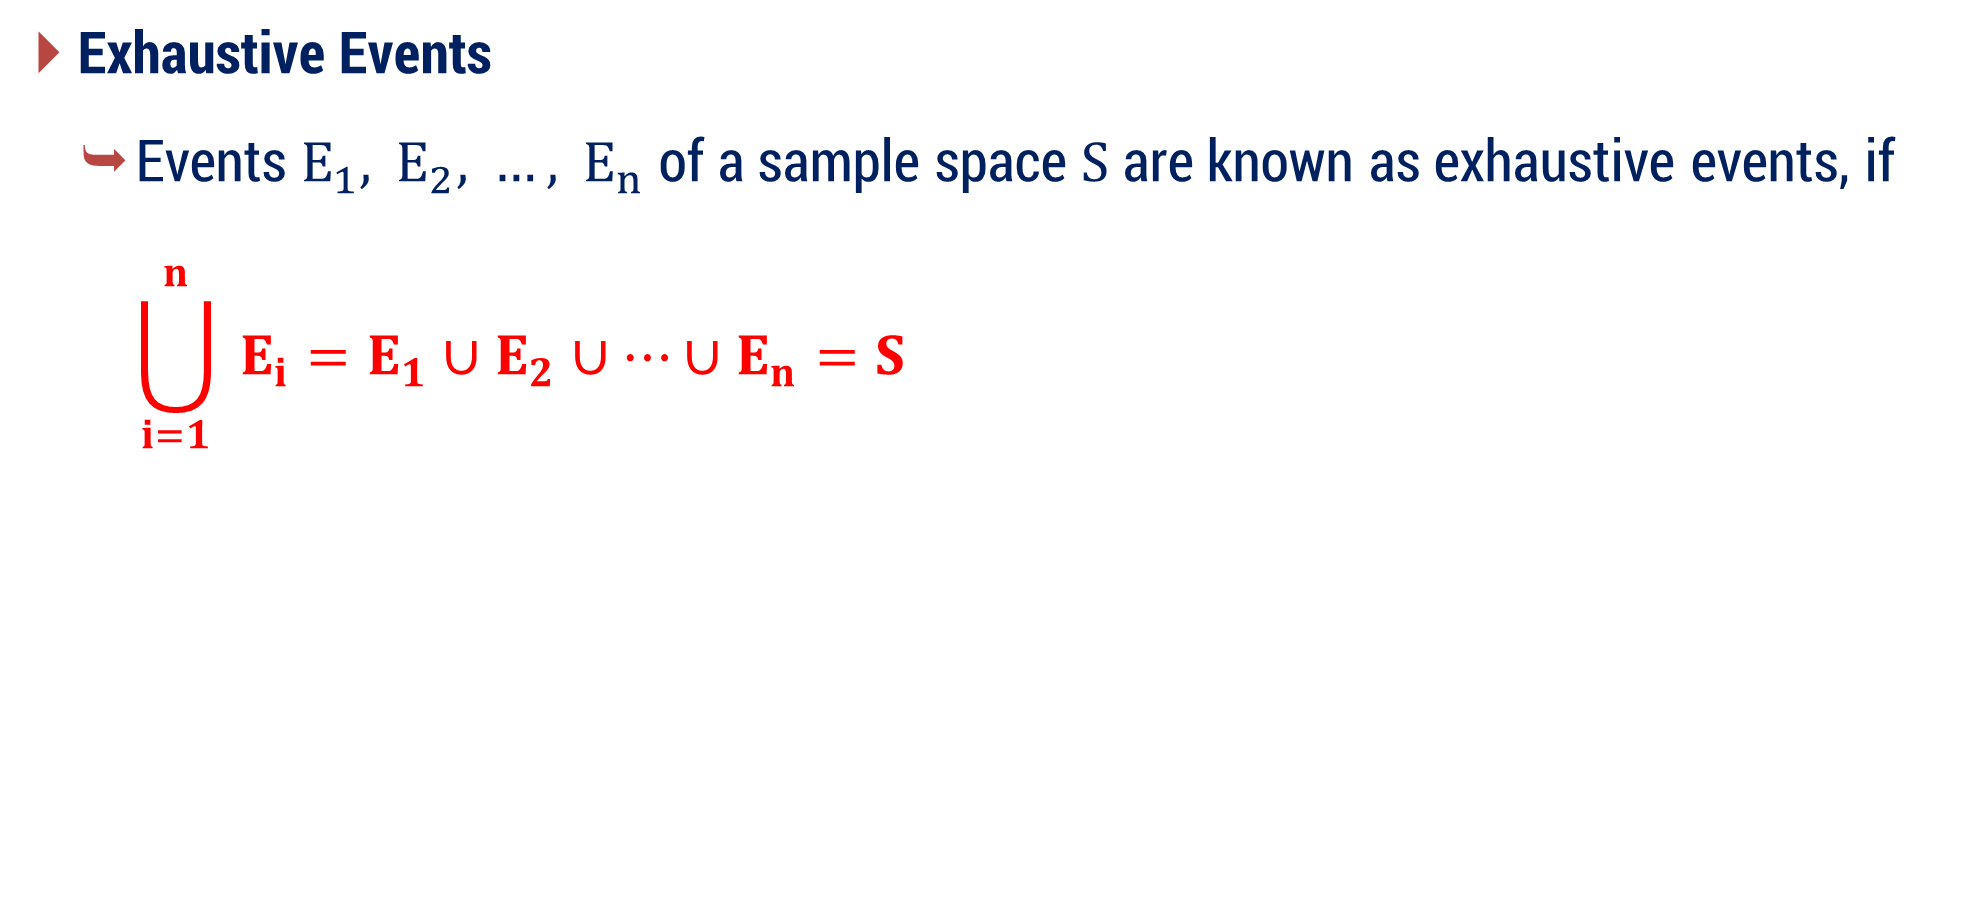 Exhaustive Events
Events E₁, E₂, … , Eₙ of a sample space S are known as exhaustive events, if
n
⋃ Eᵢ = E₁ ∪ E₂ ∪ ⋯ ∪ Eₙ = S
i=1